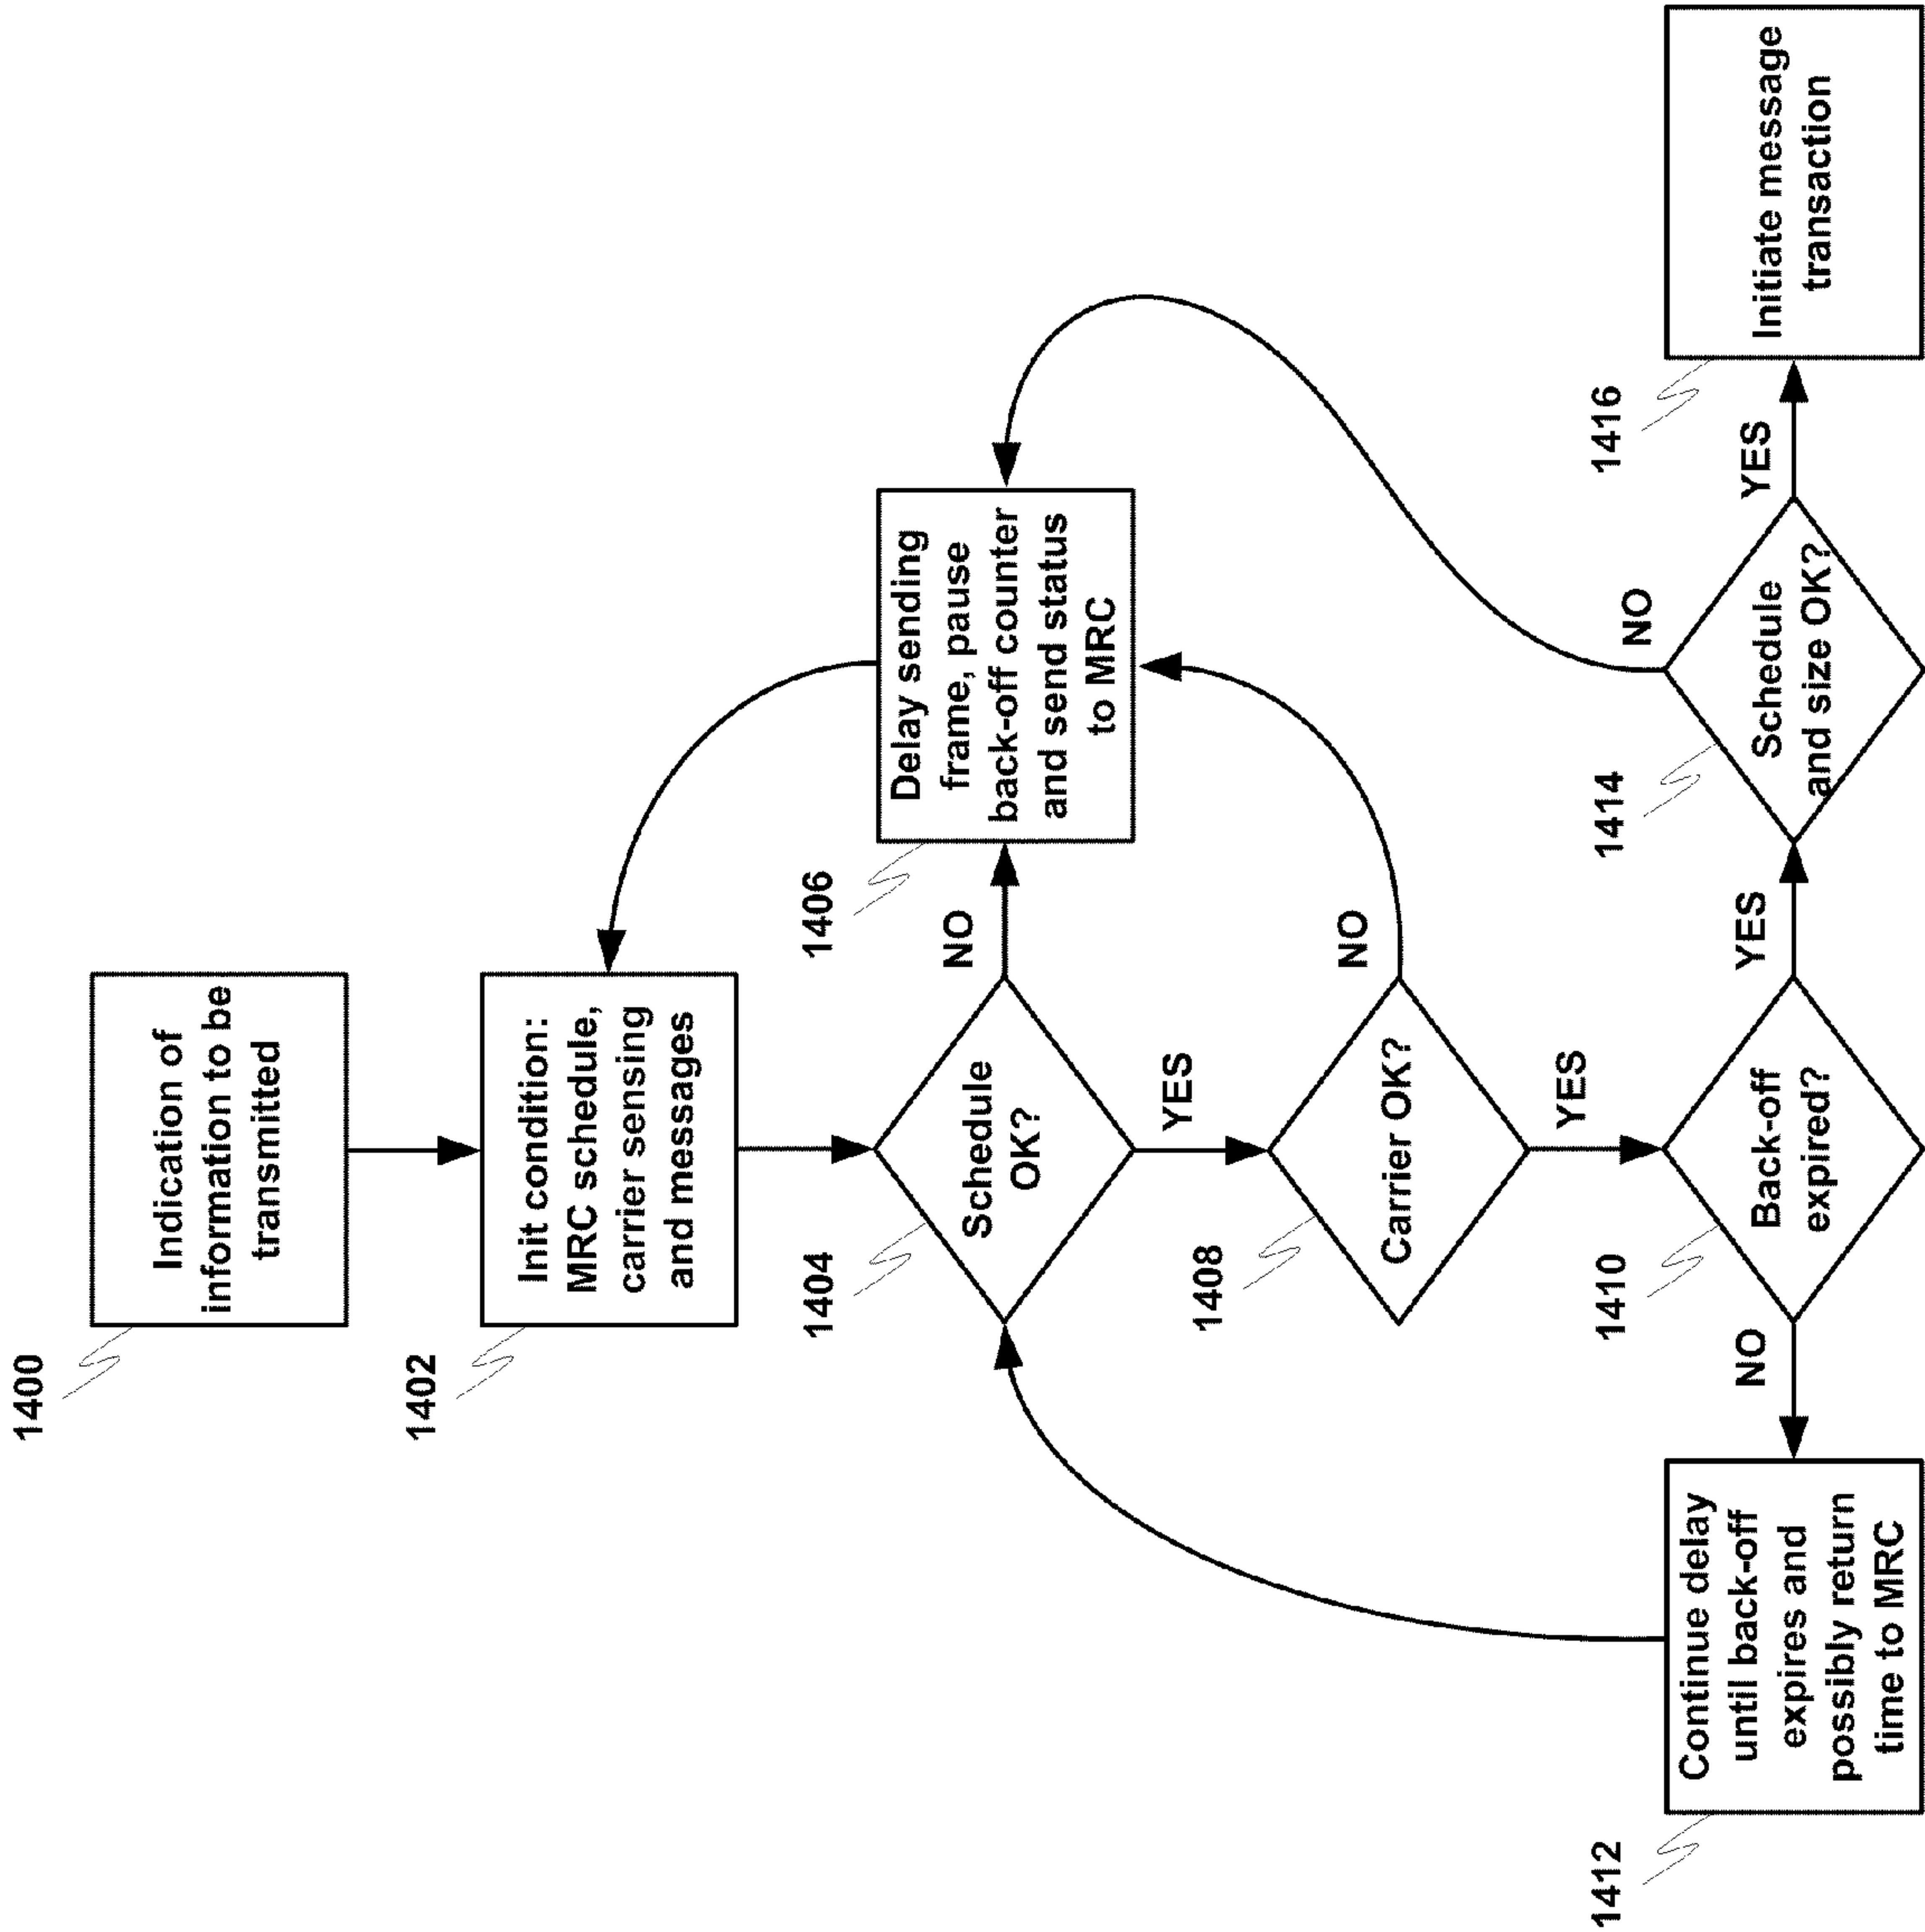 1400
Indication of
information to be
transmitted
1402
Init condition:
MRC schedule,
carrier sensing
and messages
1404
Schedule
OK?
NO
YES
1406
Delay sending
frame, pause
back-off counter
and send status
to MRC
1408
Carrier OK?
NO
YES
1410
Back-off
expired?
NO
YES
1412
Continue delay
until back-off
expires and
possibly return
time to MRC
1414
Schedule
and size OK?
NO
YES
1416
Initiate message
transaction